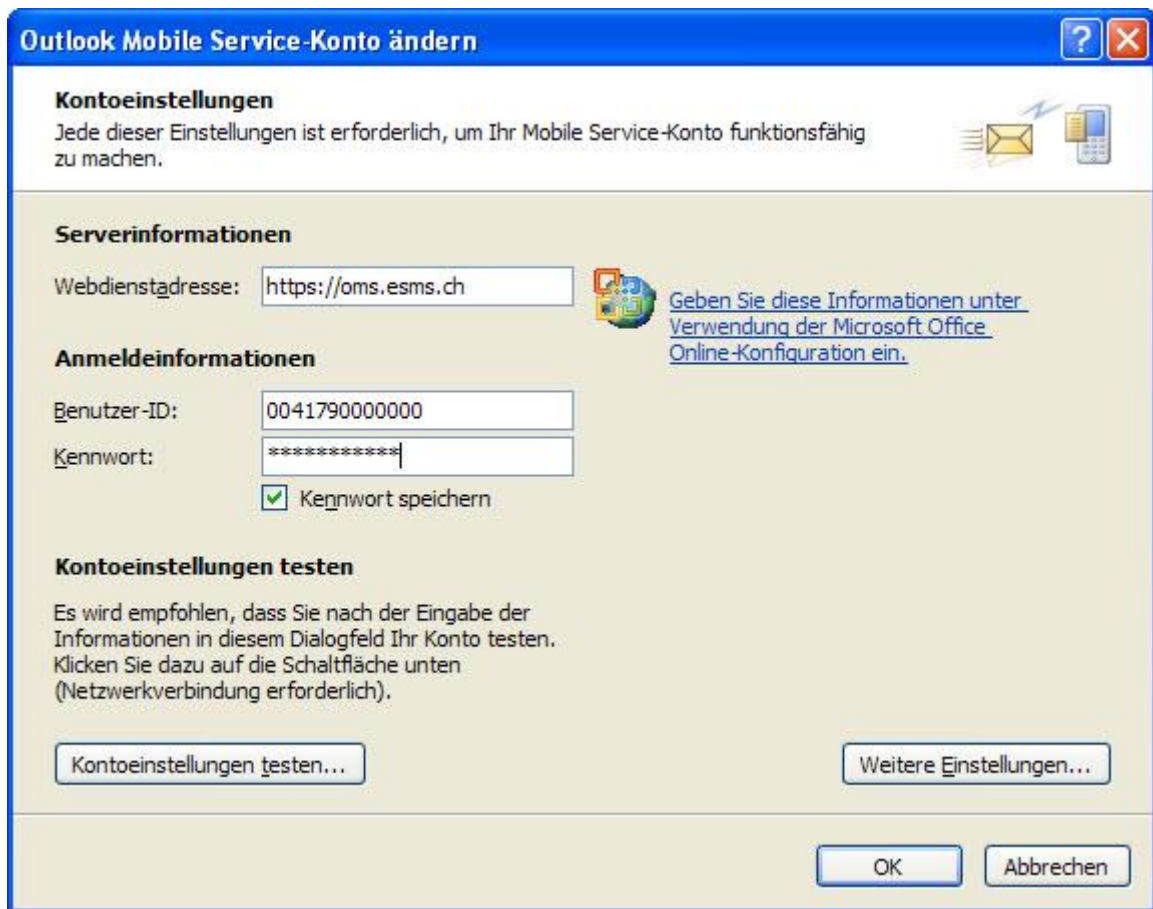 Outlook Mobile Service-Konto ändern
Kontoeinstellungen
Jede dieser Einstellungen ist erforderlich, um Ihr Mobile Service-Konto funktionsfähig
zu machen.
Serverinformationen
Webdienstadresse: https://oms.esms.ch
Geben Sie diese Informationen unter
Verwendung der Microsoft Office
Online-Konfiguration ein.
Anmeldeinformationen
Benutzer-ID: 0041790000000
Kennwort: ************
Kennwort speichern
Kontoeinstellungen testen
Es wird empfohlen, dass Sie nach der Eingabe der
Informationen in diesem Dialogfeld Ihr Konto testen.
Klicken Sie dazu auf die Schaltfläche unten
(Netzwerkverbindung erforderlich).
Kontoeinstellungen testen... Weitere Einstellungen...
OK Abbrechen